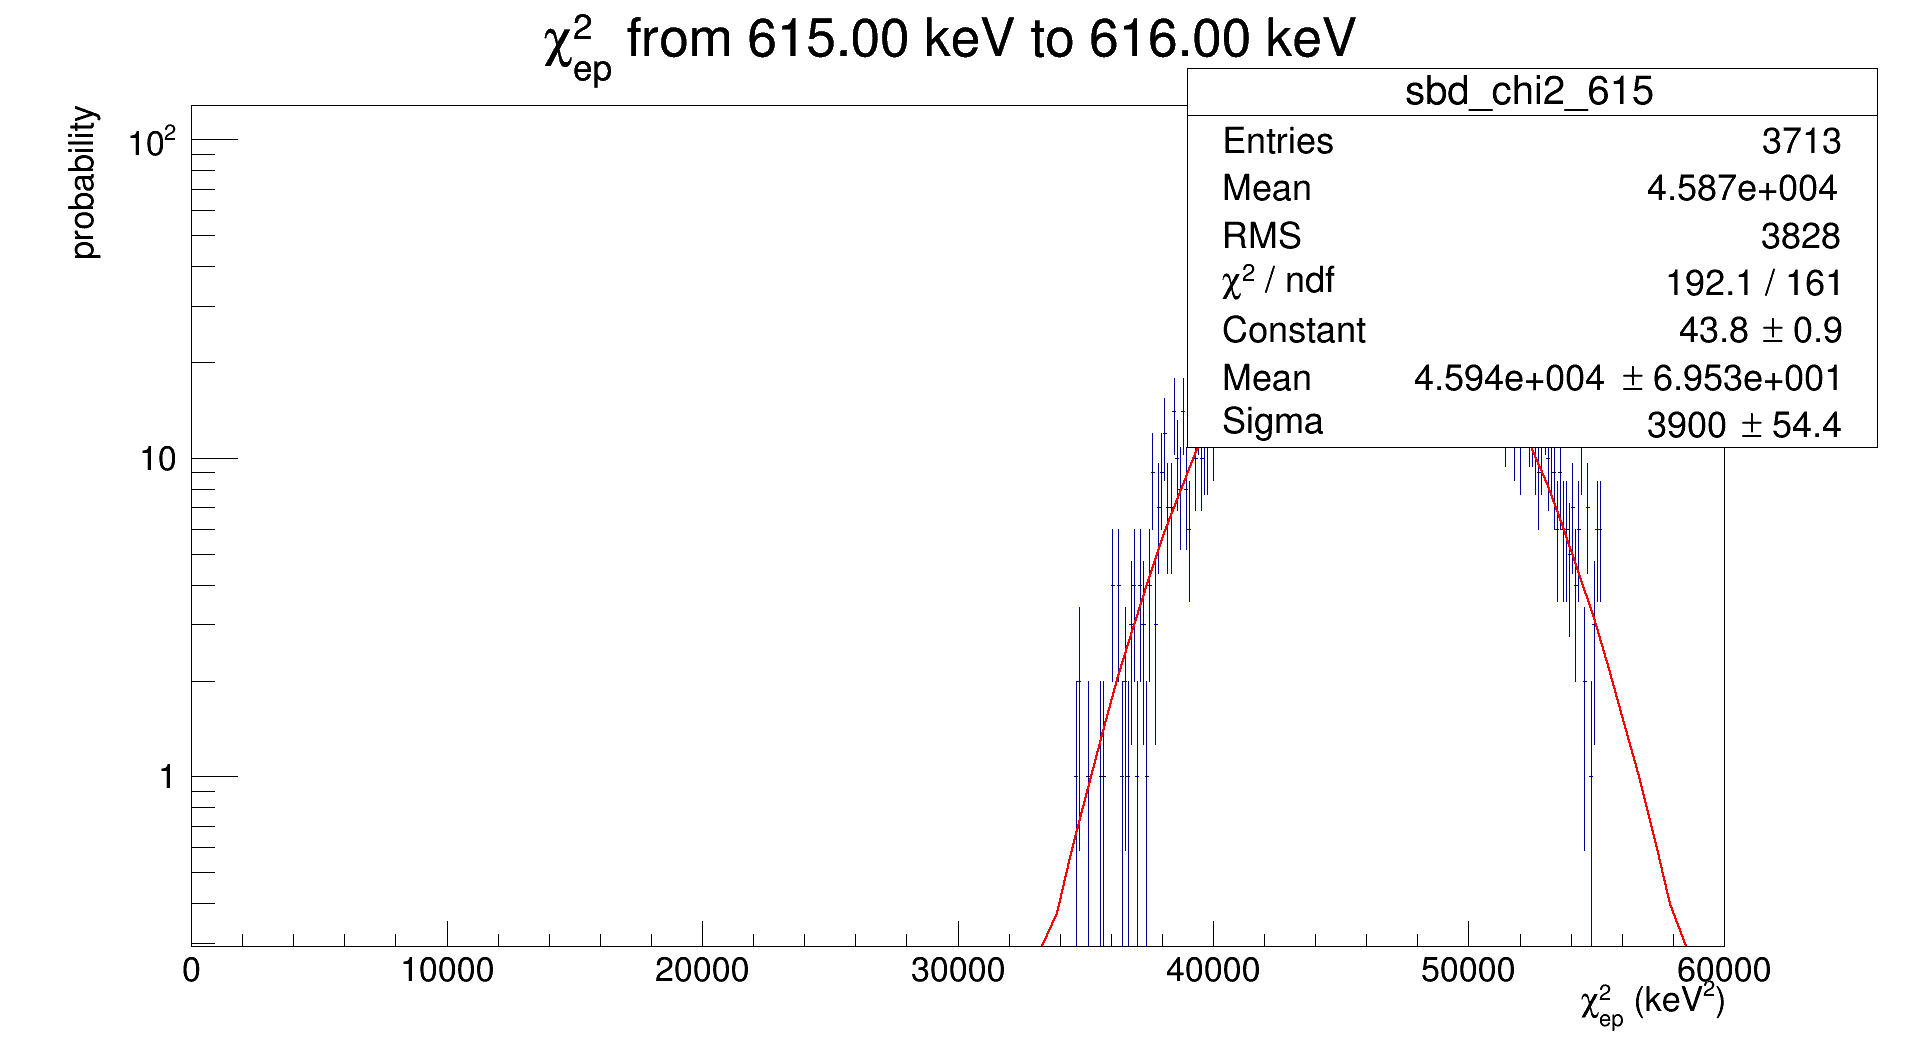 χ²ep from 615.00 keV to 616.00 keV
sbd_chi2_615
Entries 3713
Mean 4.587e+004
RMS 3828
χ² / ndf 192.1 / 161
Constant 43.8 ± 0.9
Mean 4.594e+004 ± 6.953e+001
Sigma 3900 ± 54.4
probability
10²
10
1
0 10000 20000 30000 40000 50000 60000
χ²ep (keV²)